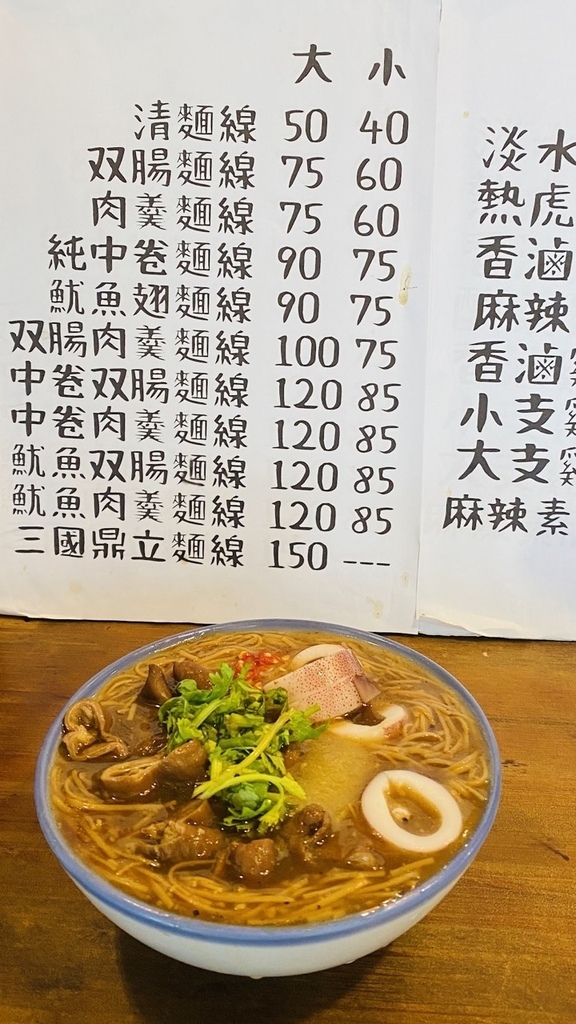 大 小
清麵線 50 40
双腸麵線 75 60
肉羹麵線 75 60
純中卷麵線 90 75
魷魚翅麵線 90 75
双腸肉羹麵線 100 75
中卷双腸麵線 120 85
中卷肉羹麵線 120 85
魷魚双腸麵線 120 85
魷魚肉羹麵線 120 85
三國鼎立麵線 150 ---
淡水
熱虎
香滷
麻辣
香滷
小支
大支雞
麻辣素